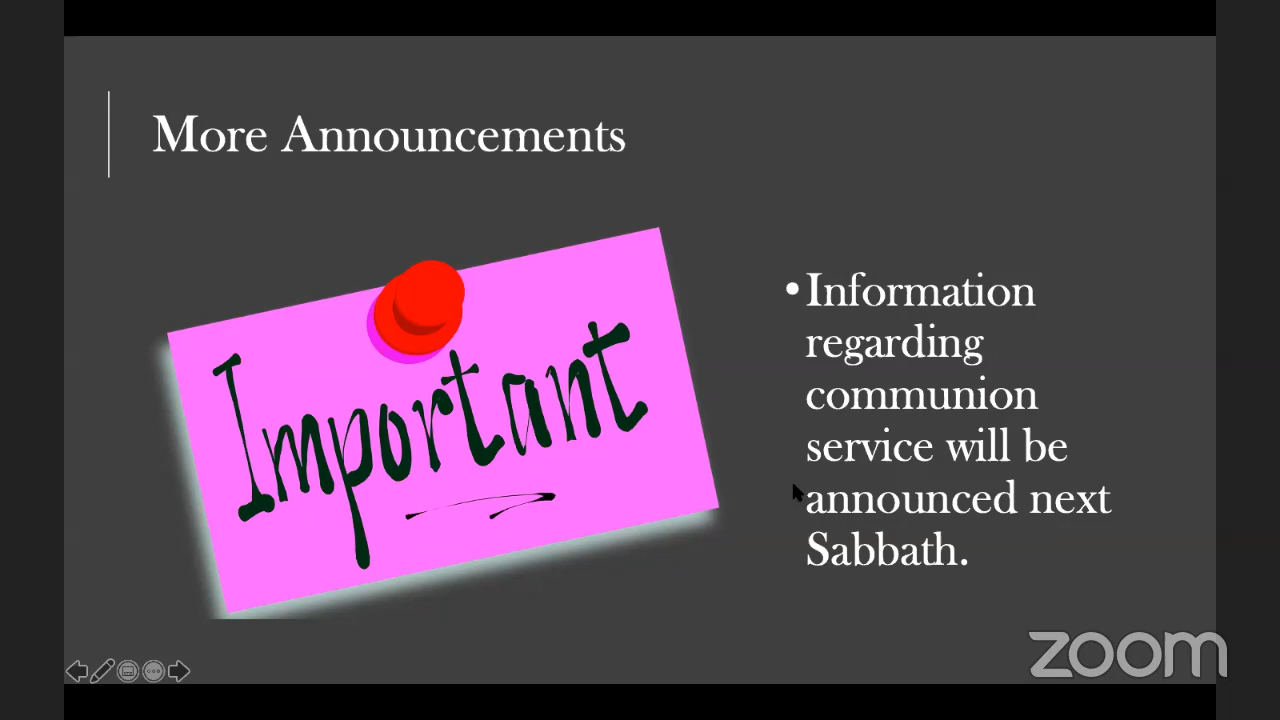 More Announcements
Important
•Information
regarding
communion
service will be
announced next
Sabbath.
zoom